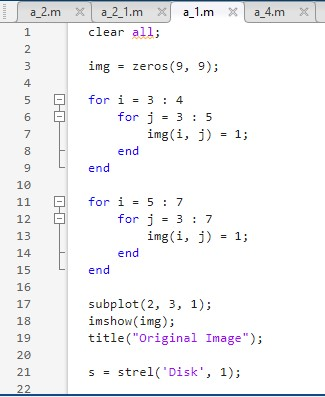 a_2.m × a_2_1.m × a_1.m × a_4.m ×
1 clear all;
2
3 img = zeros(9, 9);
4
5 for i = 3 : 4
6 for j = 3 : 5
7 img(i, j) = 1;
8 end
9 end
10
11 for i = 5 : 7
12 for j = 3 : 7
13 img(i, j) = 1;
14 end
15 end
16
17 subplot(2, 3, 1);
18 imshow(img);
19 title("Original Image");
20
21 s = strel('Disk', 1);
22